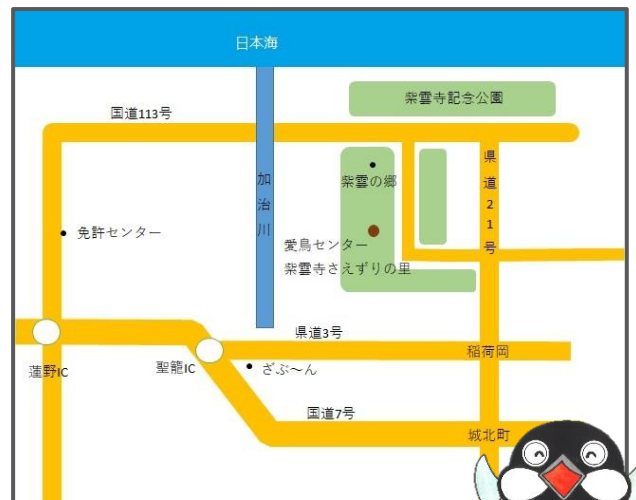 日本海
紫雲寺記念公園
国道113号
加治川
県道21号
紫雲の郷
免許センター
愛鳥センター
紫雲寺さえずりの里
県道3号
稲荷岡
蓮野IC
聖籠IC
ざぶ～ん
国道7号
城北町